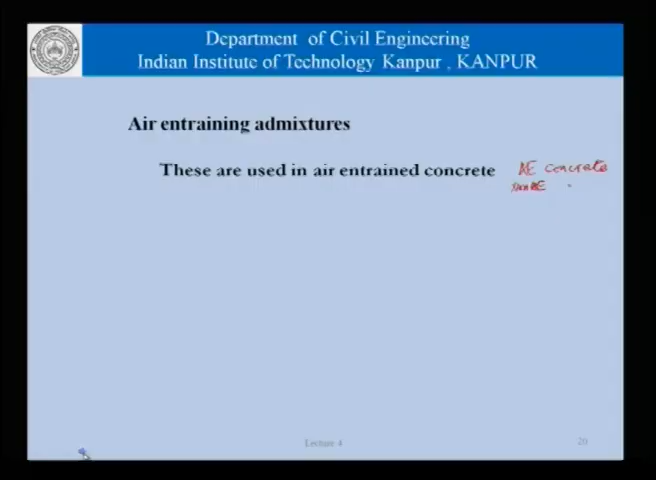 Department of Civil Engineering
Indian Institute of Technology Kanpur , KANPUR
Air entraining admixtures
These are used in air entrained concrete AE concrete
Lecture 4
20